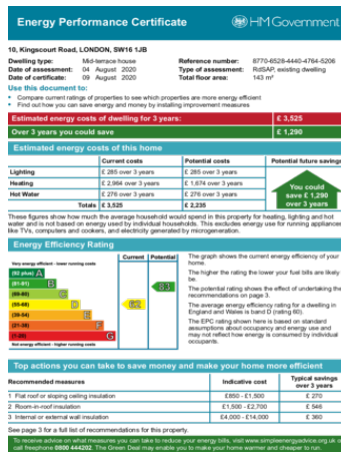 Energy Performance Certificate
HM Government
10, Kingscourt Road, LONDON, SW16 1JB
Dwelling type: Mid-terrace house
Date of assessment: 04 August 2020
Date of certificate: 09 August 2020
Reference number: 8770-6528-4440-4764-5206
Type of assessment: RdSAP, existing dwelling
Total floor area: 143 m²
Use this document to:
• Compare current ratings of properties to see which properties are more energy efficient
• Find out how you can save energy and money by installing improvement measures
Estimated energy costs of dwelling for 3 years: £ 3,525
Over 3 years you could save £ 1,290
Estimated energy costs of this home
Current costs Potential costs Potential future savings
Lighting £ 285 over 3 years £ 285 over 3 years
Heating £ 2,964 over 3 years £ 1,674 over 3 years
Hot Water £ 276 over 3 years £ 276 over 3 years
Totals £ 3,525 £ 2,235
You could
save £ 1,290
over 3 years
These figures show how much the average household would spend in this property for heating, lighting and hot
water and is not based on energy used by individual households. This excludes energy use for running appliances
like TVs, computers and cookers, and electricity generated by microgeneration.
Energy Efficiency Rating
Current Potential
Very energy efficient - lower running costs
(92 plus) A
(81-91) B
(69-80) C
(55-68) D
(39-54) E
(21-38) F
(1-20) G
Not energy efficient - higher running costs
62
83
The graph shows the current energy efficiency of your
home.
The higher the rating the lower your fuel bills are likely
be.
The potential rating shows the effect of undertaking the
recommendations on page 3.
The average energy efficiency rating for a dwelling in
England and Wales is band D (rating 60).
The EPC rating shown here is based on standard
assumptions about occupancy and energy use and
may not reflect how energy is consumed by individual
occupants.
Top actions you can take to save money and make your home more efficient
Recommended measures Indicative cost Typical savings
over 3 years
1 Flat roof or sloping ceiling insulation £850 - £1,500 £ 270
2 Room-in-roof insulation £1,500 - £2,700 £ 546
3 Internal or external wall insulation £4,000 - £14,000 £ 360
See page 3 for a full list of recommendations for this property.
To receive advice on what measures you can take to reduce your energy bills, visit www.simpleenergyadvice.org.u
call freephone 0800 444202. The Green Deal may enable you to make your home warmer and cheaper to run.